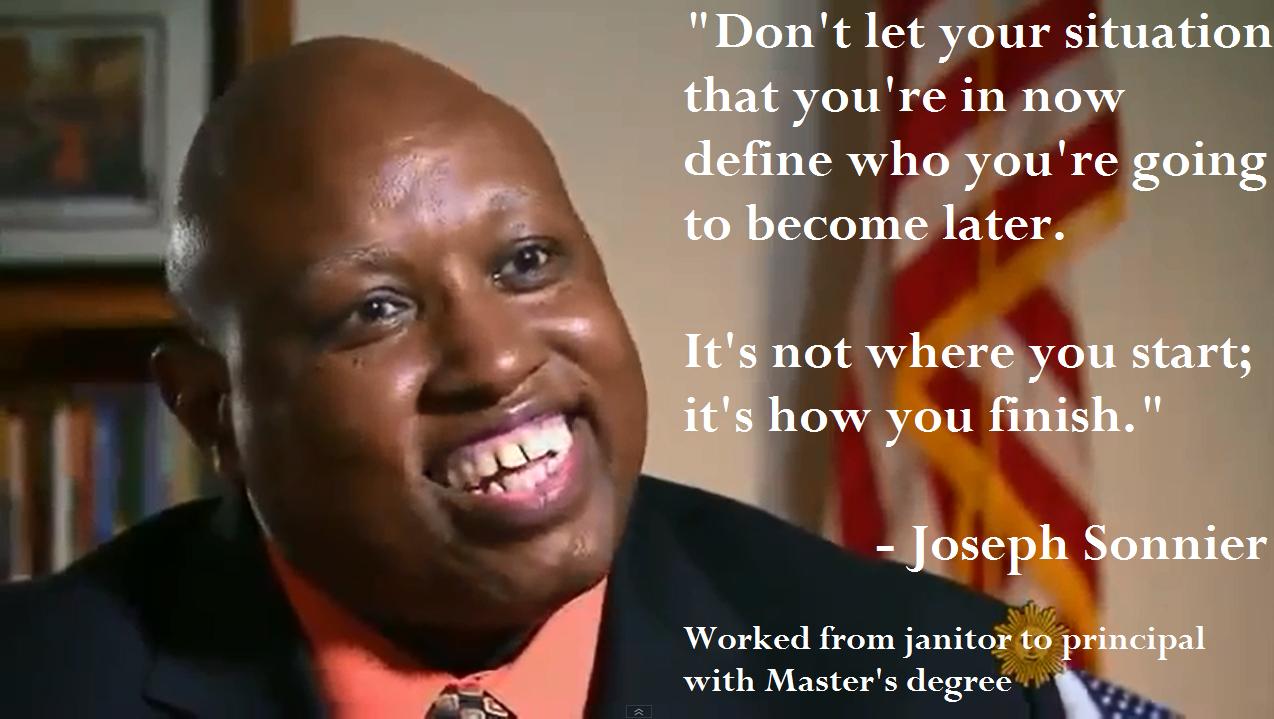 "Don't let your situation
that you're in now
define who you're going
to become later.
It's not where you start;
it's how you finish."
- Joseph Sonnier
Worked from janitor to principal
with Master's degree